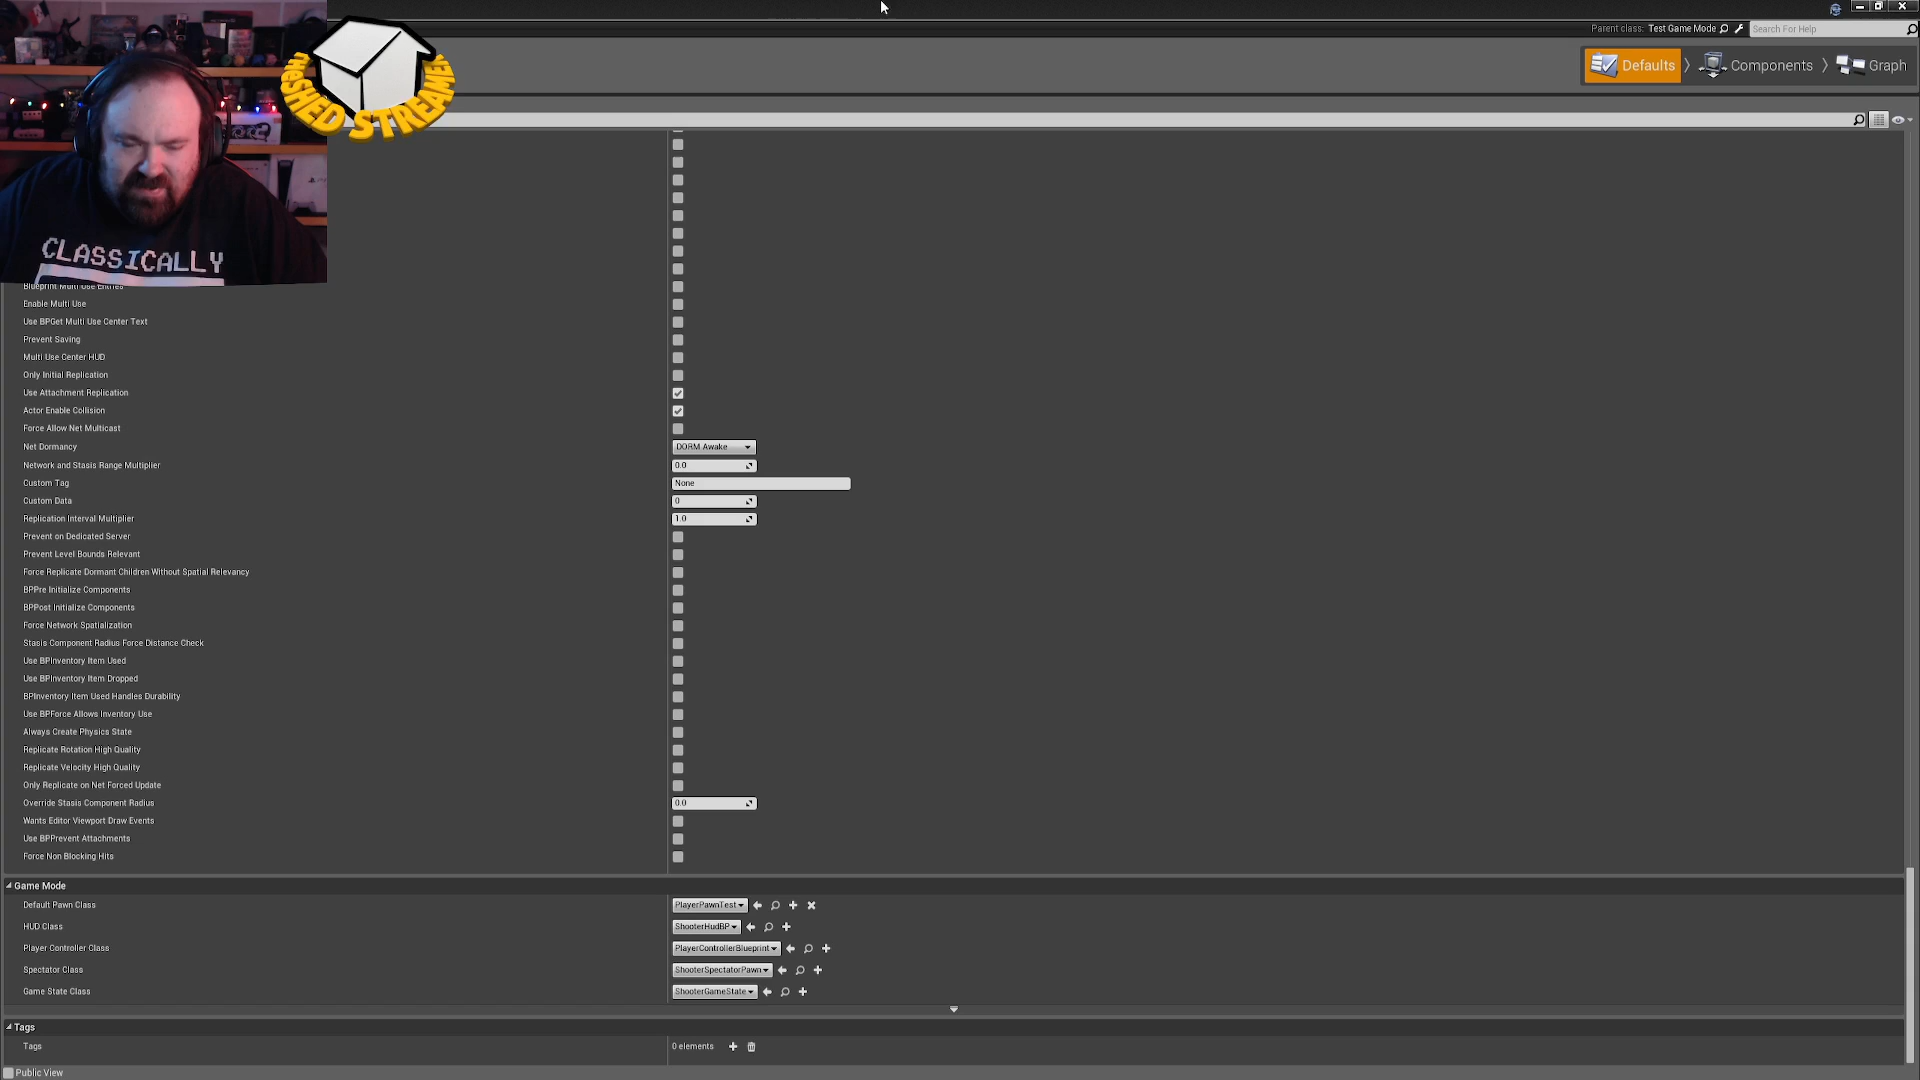 Parent class: Test Game Mode
Search For Help
Defaults
Components
Graph
THE SHED STREAMER
CLASSICALLY
Blueprint Multi Use Entries
Enable Multi Use
Use BPGet Multi Use Center Text
Prevent Saving
Multi Use Center HUD
Only Initial Replication
Use Attachment Replication
Actor Enable Collision
Force Allow Net Multicast
Net Dormancy DORM Awake
Network and Stasis Range Multiplier 0.0
Custom Tag None
Custom Data 0
Replication Interval Multiplier 1.0
Prevent on Dedicated Server
Prevent Level Bounds Relevant
Force Replicate Dormant Children Without Spatial Relevancy
BPPre Initialize Components
BPPost Initialize Components
Force Network Spatialization
Stasis Component Radius Force Distance Check
Use BPInventory Item Used
Use BPInventory Item Dropped
BPInventory Item Used Handles Durability
Use BPForce Allows Inventory Use
Always Create Physics State
Replicate Rotation High Quality
Replicate Velocity High Quality
Only Replicate on Net Forced Update
Override Stasis Component Radius 0.0
Wants Editor Viewport Draw Events
Use BPPrevent Attachments
Force Non Blocking Hits
Game Mode
Default Pawn Class PlayerPawnTest
HUD Class ShooterHudBP
Player Controller Class PlayerControllerBlueprint
Spectator Class ShooterSpectatorPawn
Game State Class ShooterGameState
Tags
Tags 0 elements
Public View